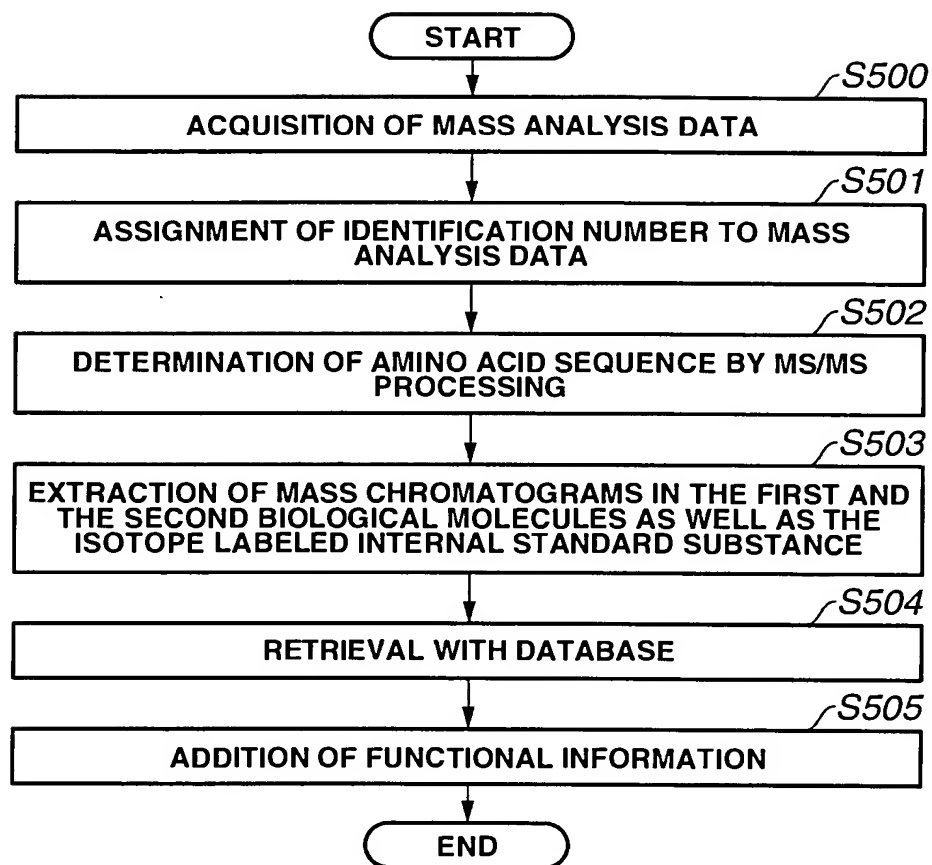 START
S500
ACQUISITION OF MASS ANALYSIS DATA
S501
ASSIGNMENT OF IDENTIFICATION NUMBER TO MASS
ANALYSIS DATA
S502
DETERMINATION OF AMINO ACID SEQUENCE BY MS/MS
PROCESSING
S503
EXTRACTION OF MASS CHROMATOGRAMS IN THE FIRST AND
THE SECOND BIOLOGICAL MOLECULES AS WELL AS THE
ISOTOPE LABELED INTERNAL STANDARD SUBSTANCE
S504
RETRIEVAL WITH DATABASE
S505
ADDITION OF FUNCTIONAL INFORMATION
END